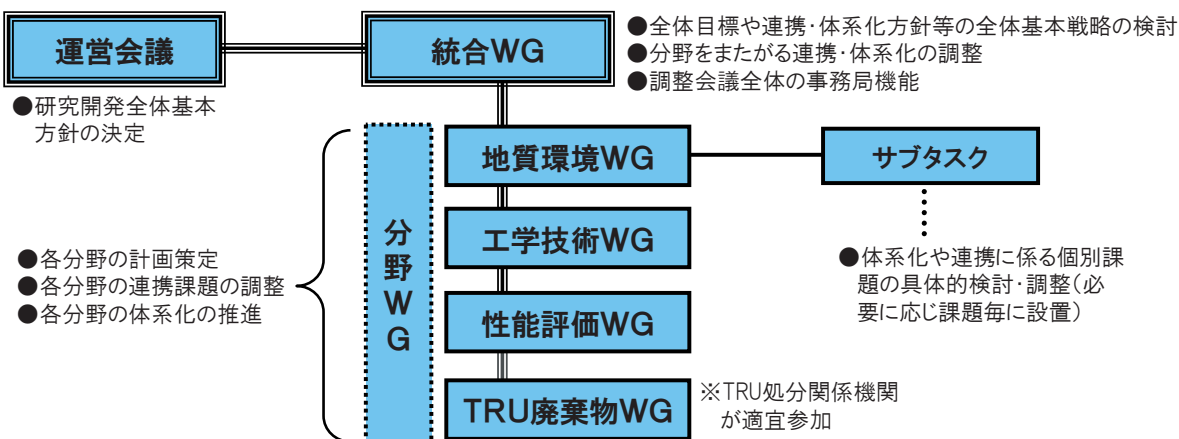 運営会議
統合WG
●全体目標や連携・体系化方針等の全体基本戦略の検討
●分野をまたがる連携・体系化の調整
●調整会議全体の事務局機能
●研究開発全体基本
方針の決定
分野WG
地質環境WG
サブタスク
工学技術WG
●各分野の計画策定
●各分野の連携課題の調整
●各分野の体系化の推進
●体系化や連携に係る個別課
題の具体的検討・調整(必
要に応じ課題毎に設置)
性能評価WG
TRU廃棄物WG
※TRU処分関係機関
が適宜参加